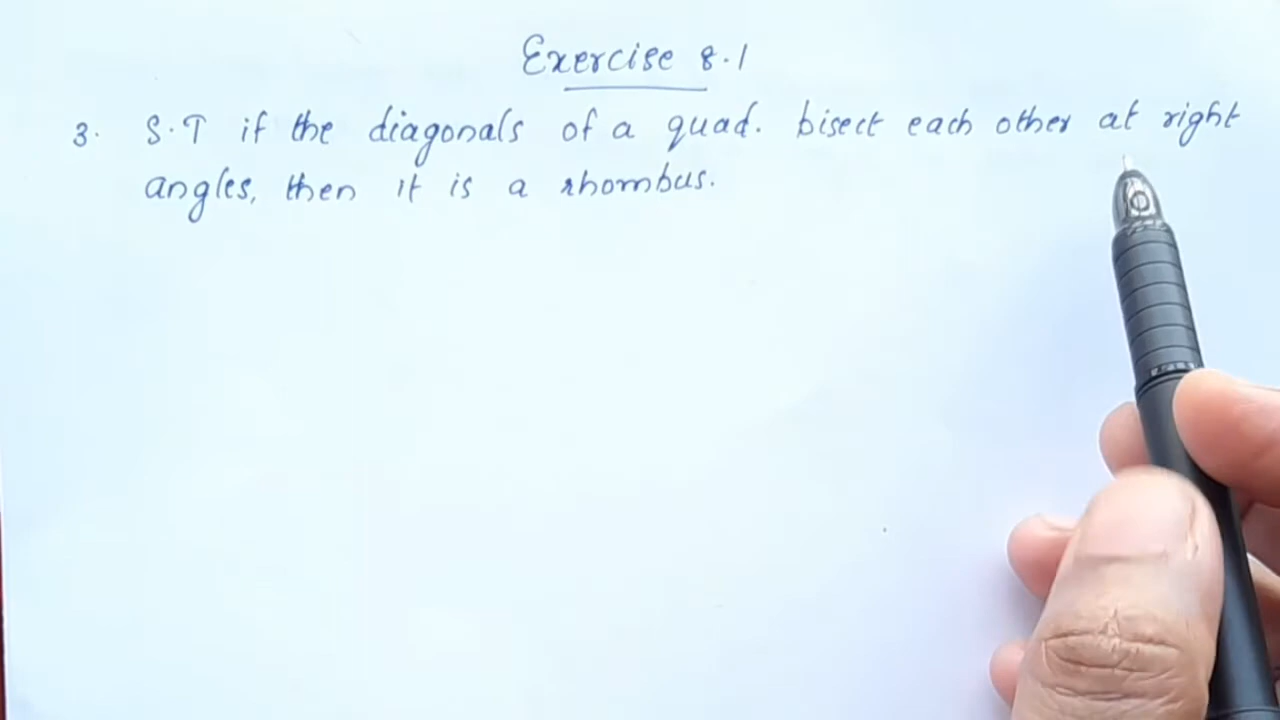 Exercise 8.1
3. S.T if the diagonals of a quad. bisect each other at right
angles, then it is a rhombus.